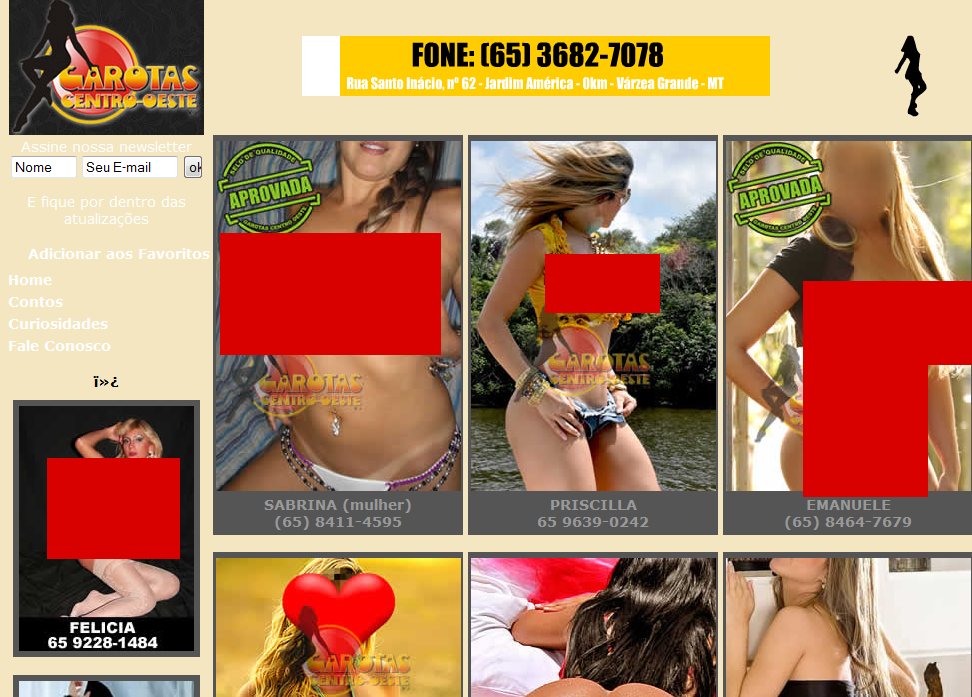 GAROTAS
CENTRO-OESTE
FONE: (65) 3682-7078
Rua Santo Inácio, nº 62 - Jardim América - 0km - Várzea Grande - MT
Assine nossa newsletter
Nome
Seu E-mail
ok
E fique por dentro das
atualizações
Adicionar aos Favoritos
Home
Contos
Curiosidades
Fale Conosco
ï»¿
FELICIA
65 9228-1484
SELO DE QUALIDADE
APROVADA
GAROTAS CENTRO OESTE
GAROTAS
CENTRO-OESTE
SABRINA (mulher)
(65) 8411-4595
GAROTAS
CENTRO-OESTE
PRISCILLA
65 9639-0242
SELO DE QUALIDADE
APROVADA
GAROTAS CENTRO OESTE
EMANUELE
(65) 8464-7679
GAROTAS
CENTRO-OESTE